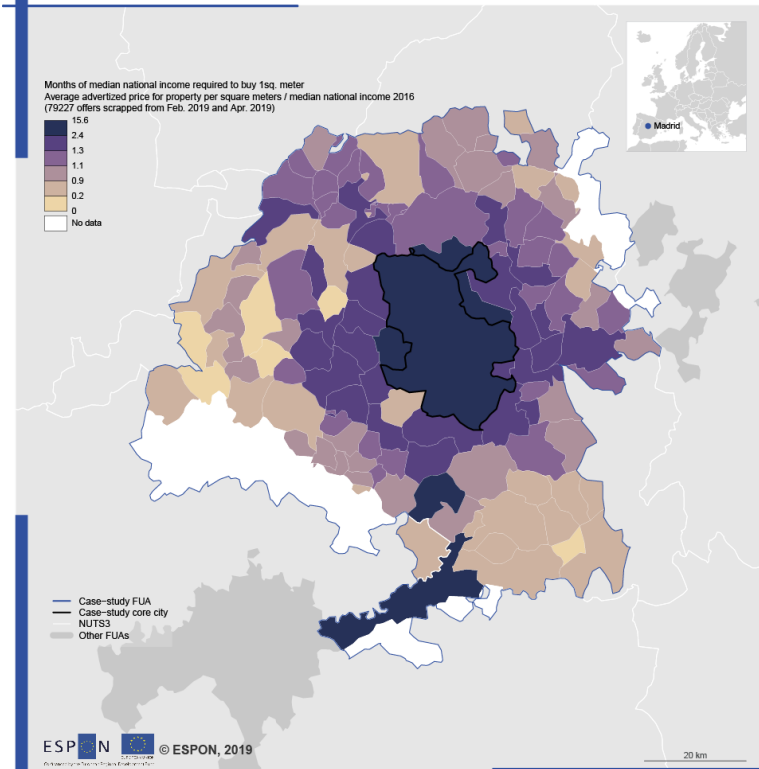 Months of median national income required to buy 1sq. meter
Average advertized price for property per square meters / median national income 2016
(79227 offers scrapped from Feb. 2019 and Apr. 2019)
15.6
2.4
1.3
1.1
0.9
0.2
0
No data
Madrid
Case-study FUA
Case-study core city
NUTS3
Other FUAs
ESPON
© ESPON, 2019
20 km